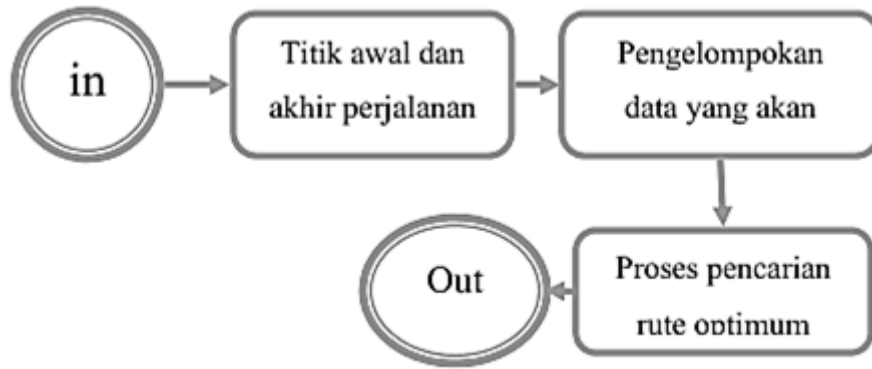 in
Titik awal dan
akhir perjalanan
Pengelompokan
data yang akan
Proses pencarian
rute optimum
Out